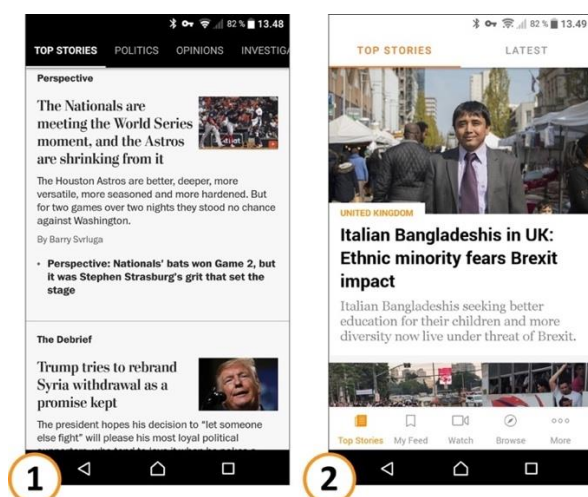 82 % 13.48
TOP STORIES POLITICS OPINIONS INVESTIGA
Perspective
The Nationals are
meeting the World Series
moment, and the Astros
are shrinking from it
The Houston Astros are better, deeper, more
versatile, more seasoned and more hardened. But
for two games over two nights they stood no chance
against Washington.
By Barry Svrluga
• Perspective: Nationals' bats won Game 2, but
it was Stephen Strasburg's grit that set the
stage
The Debrief
Trump tries to rebrand
Syria withdrawal as a
promise kept
The president hopes his decision to "let someone
else fight" will please his most loyal political
1
82 % 13.49
TOP STORIES LATEST
UNITED KINGDOM
Italian Bangladeshis in UK:
Ethnic minority fears Brexit
impact
Italian Bangladeshis seeking better
education for their children and more
diversity now live under threat of Brexit.
Top Stories My Feed Watch Browse More
2